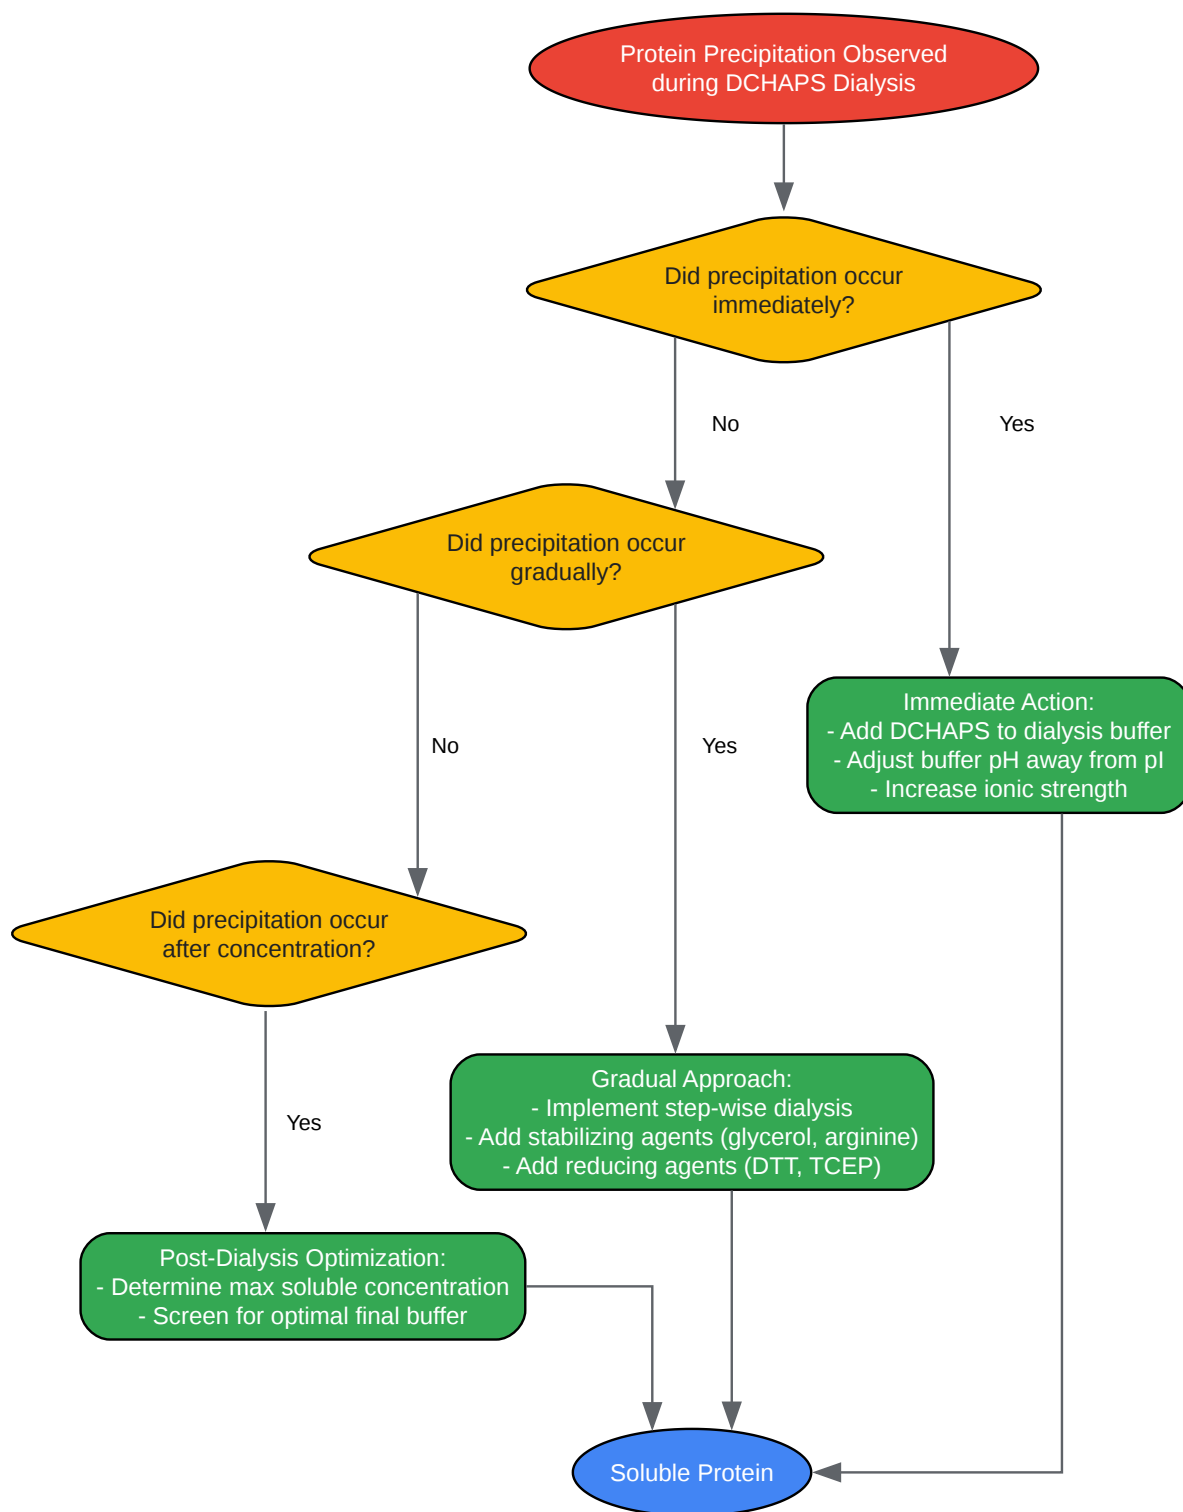 Protein Precipitation Observed
during DCHAPS Dialysis
Did precipitation occur
immediately?
No
Yes
Did precipitation occur
gradually?
No
Yes
Immediate Action:
- Add DCHAPS to dialysis buffer
- Adjust buffer pH away from pI
- Increase ionic strength
Did precipitation occur
after concentration?
Yes
Gradual Approach:
- Implement step-wise dialysis
- Add stabilizing agents (glycerol, arginine)
- Add reducing agents (DTT, TCEP)
Post-Dialysis Optimization:
- Determine max soluble concentration
- Screen for optimal final buffer
Soluble Protein